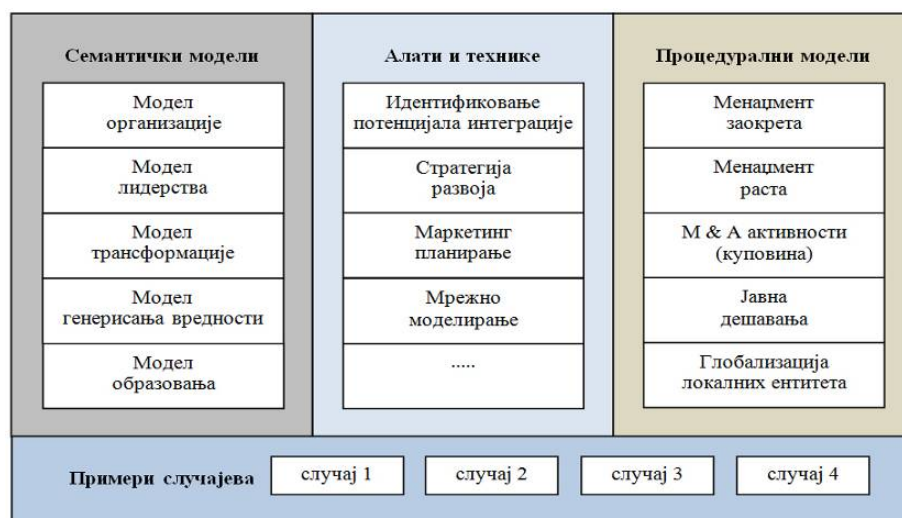 Семантички модели
Модел
организације
Модел
лидерства
Модел
трансформације
Модел
генерисања вредности
Модел
образовања
Алати и технике
Идентификовање
потенцијала интеграције
Стратегија
развоја
Маркетинг
планирање
Мрежно
моделирање
.....
Процедурални модели
Менаџмент
заокрета
Менаџмент
раста
М & А активности
(куповина)
Јавна
дешавања
Глобализација
локалних ентитета
Примери случајева
случај 1
случај 2
случај 3
случај 4